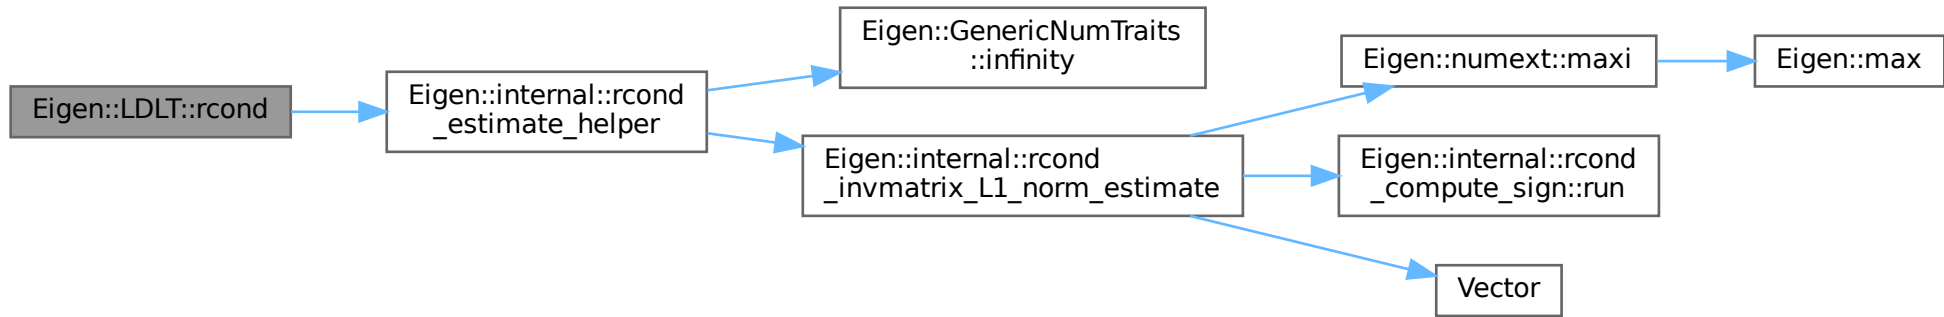 Eigen::LDLT::rcond
Eigen::internal::rcond
_estimate_helper
Eigen::GenericNumTraits
::infinity
Eigen::internal::rcond
_invmatrix_L1_norm_estimate
Eigen::numext::maxi
Eigen::max
Eigen::internal::rcond
_compute_sign::run
Vector